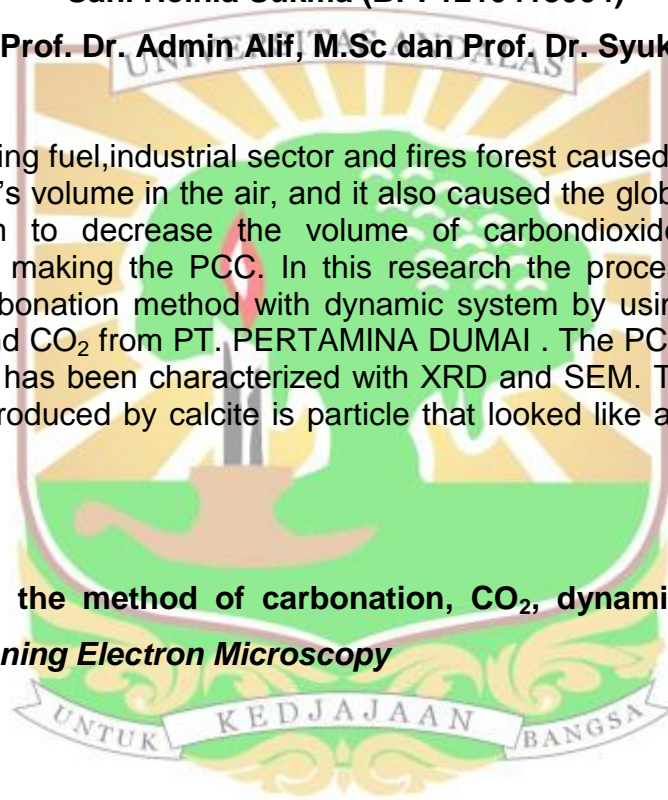 Prof. Dr. Admin Alif, M.Sc dan Prof. Dr. Syuk
UNIVERSITAS ANDALAS
ing fuel,industrial sector and fires forest caused
's volume in the air, and it also caused the glob
to decrease the volume of carbondioxide
making the PCC. In this research the proce
bonation method with dynamic system by usin
nd CO₂ from PT. PERTAMINA DUMAI . The PC
has been characterized with XRD and SEM. T
roduced by calcite is particle that looked like a
the method of carbonation, CO₂, dynami
ning Electron Microscopy
UNTUK KEDJAJAAN BANGSA